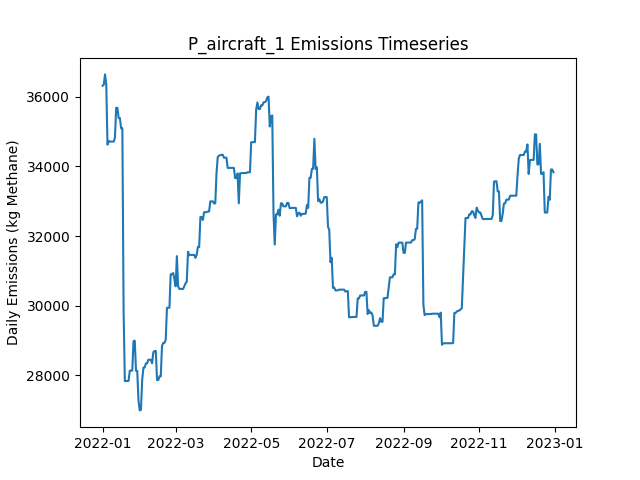 P_aircraft_1 Emissions Timeseries
Daily Emissions (kg Methane)
36000
34000
32000
30000
28000
2022-01 2022-03 2022-05 2022-07 2022-09 2022-11 2023-01
Date